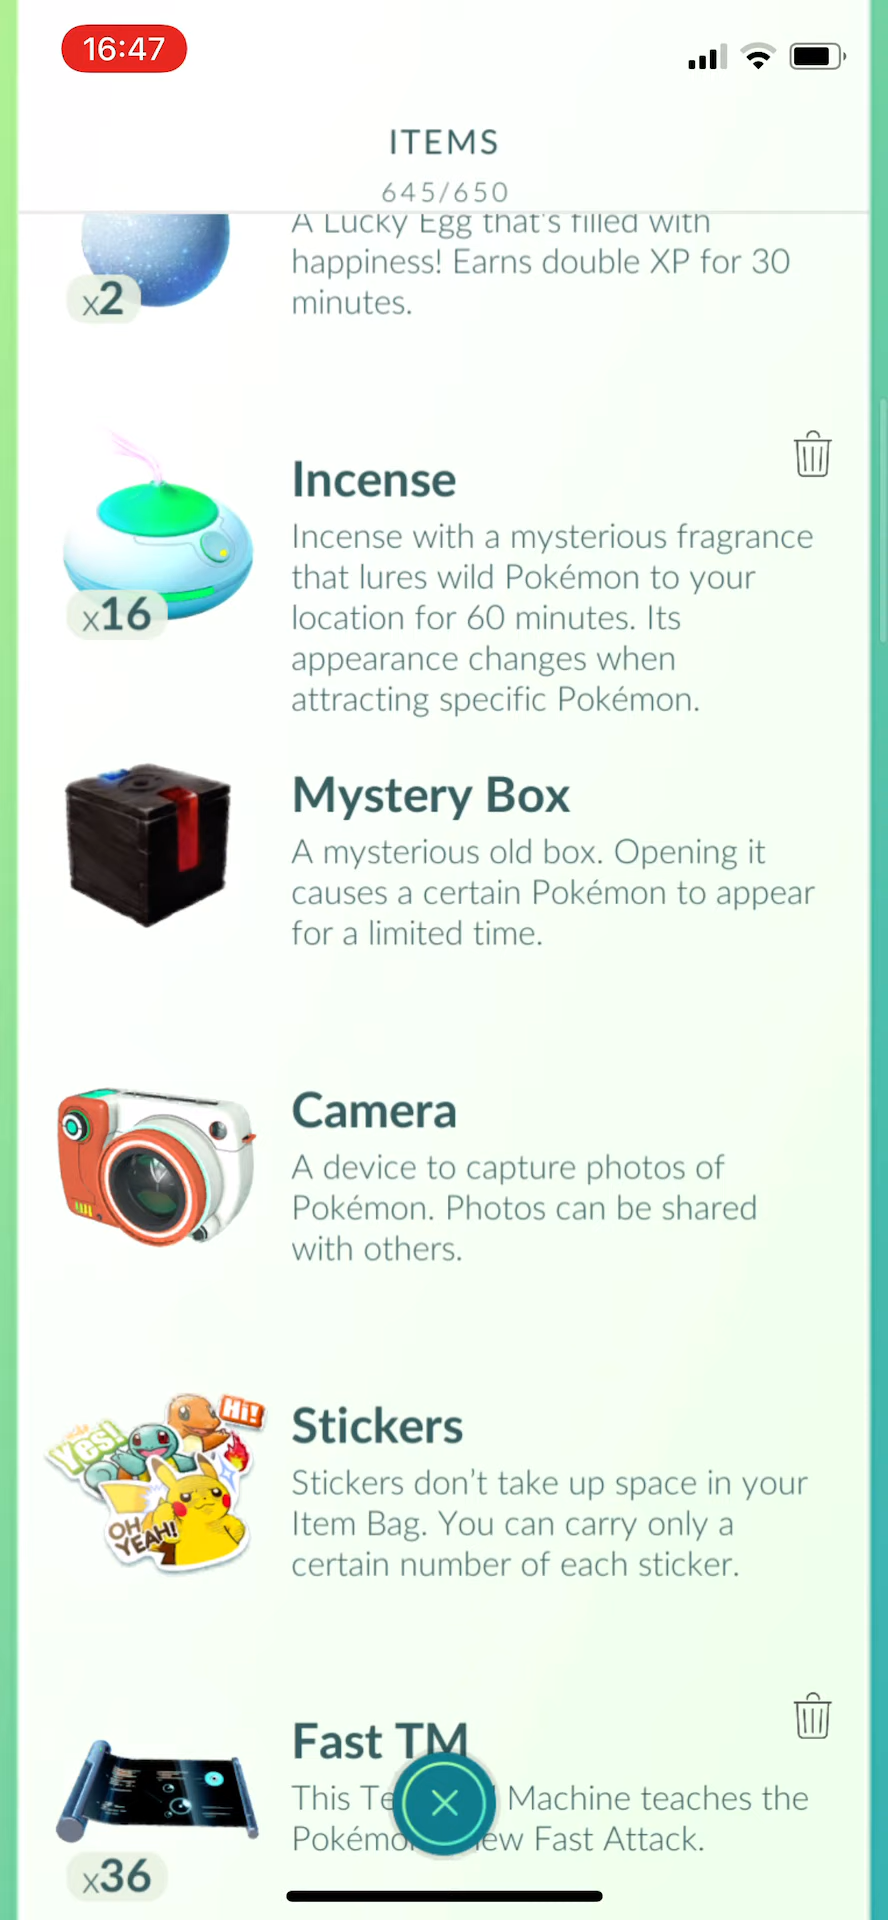 16:47
ITEMS
645/650
A Lucky Egg that's filled with
happiness! Earns double XP for 30
minutes.
x2
Incense
Incense with a mysterious fragrance
that lures wild Pokémon to your
location for 60 minutes. Its
appearance changes when
attracting specific Pokémon.
x16
Mystery Box
A mysterious old box. Opening it
causes a certain Pokémon to appear
for a limited time.
Camera
A device to capture photos of
Pokémon. Photos can be shared
with others.
Yes!
Hi!
OH
YEAH!
Stickers
Stickers don't take up space in your
Item Bag. You can carry only a
certain number of each sticker.
Fast TM
This Te Machine teaches the
Pokémo ew Fast Attack.
x36